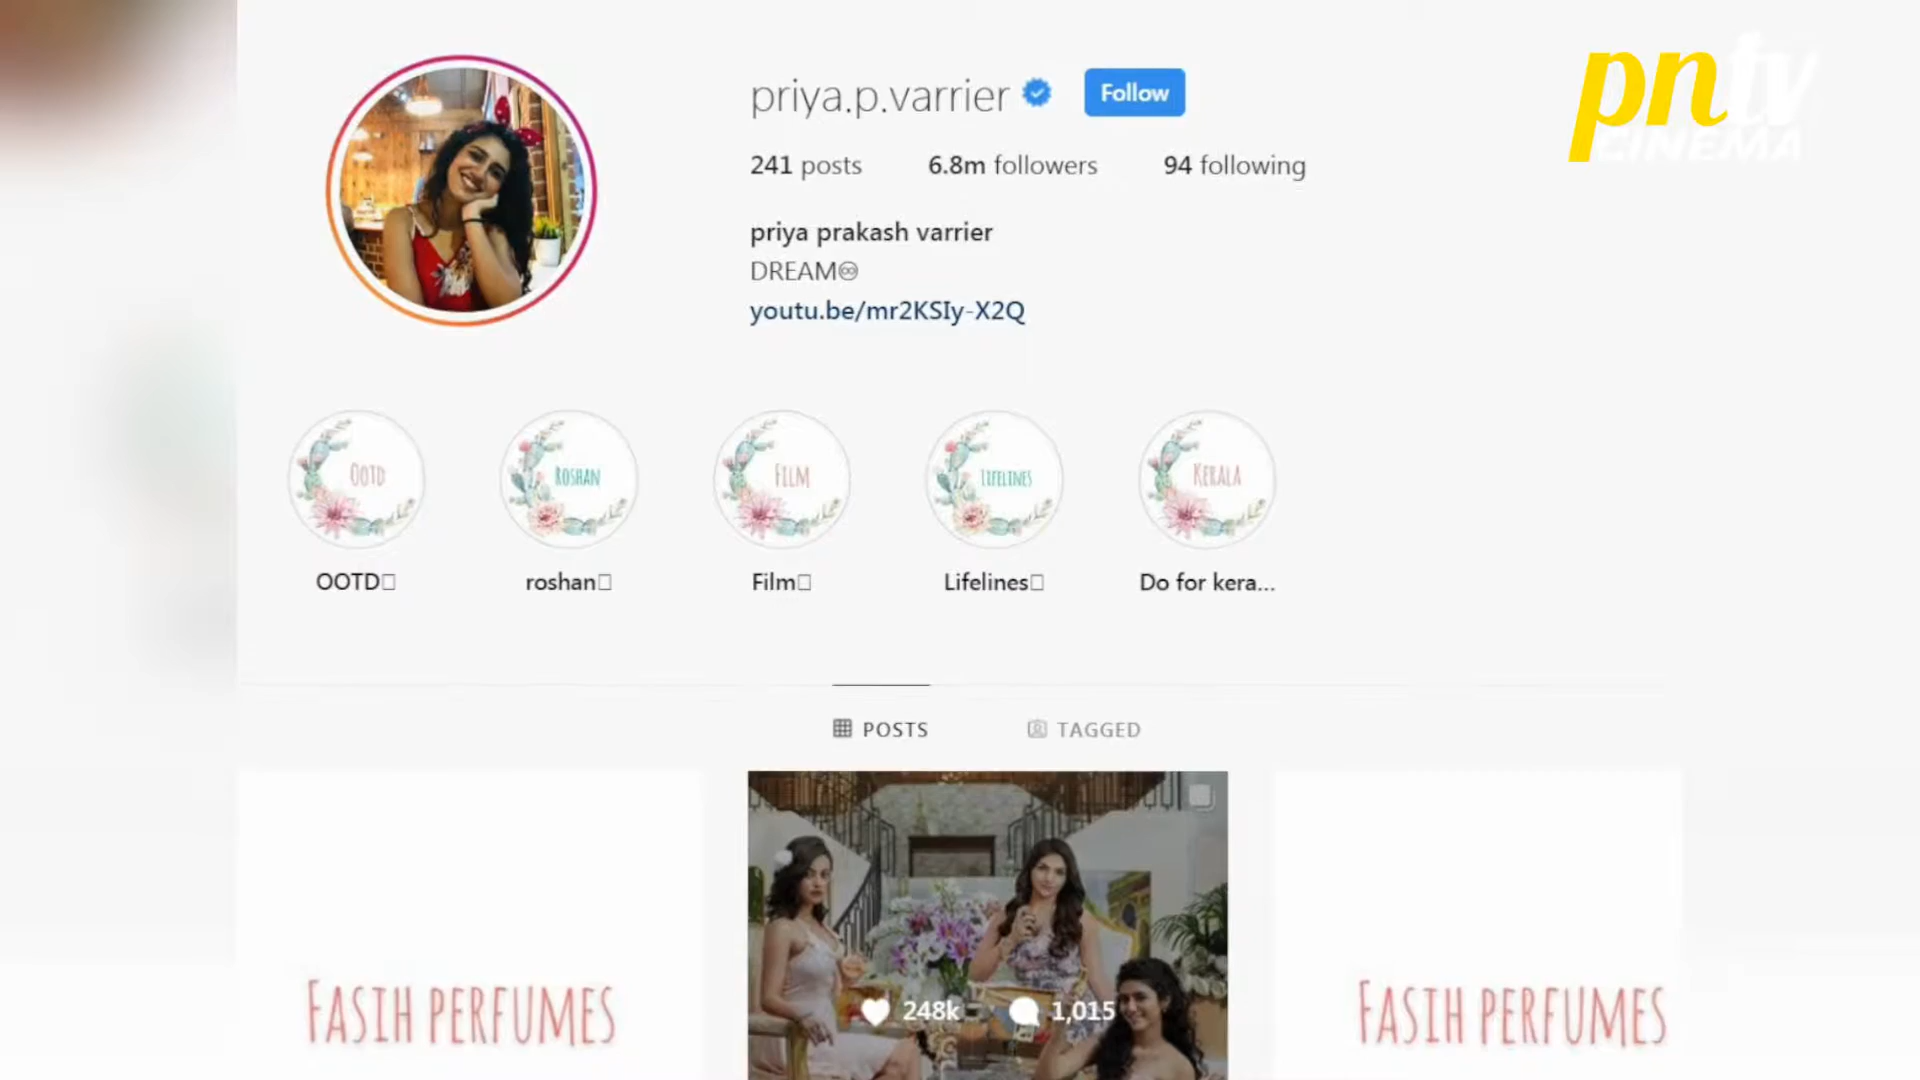 pntv
CINEMA
priya.p.varrier
Follow
241 posts
6.8m followers
94 following
priya prakash varrier
DREAM♾
youtu.be/mr2KSIy-X2Q
OOTD
ROSHAN
FILM
LIFELINES
KERALA
OOTD
roshan
Film
Lifelines
Do for kera...
POSTS
TAGGED
248k
1,015
FASIH PERFUMES
FASIH PERFUMES